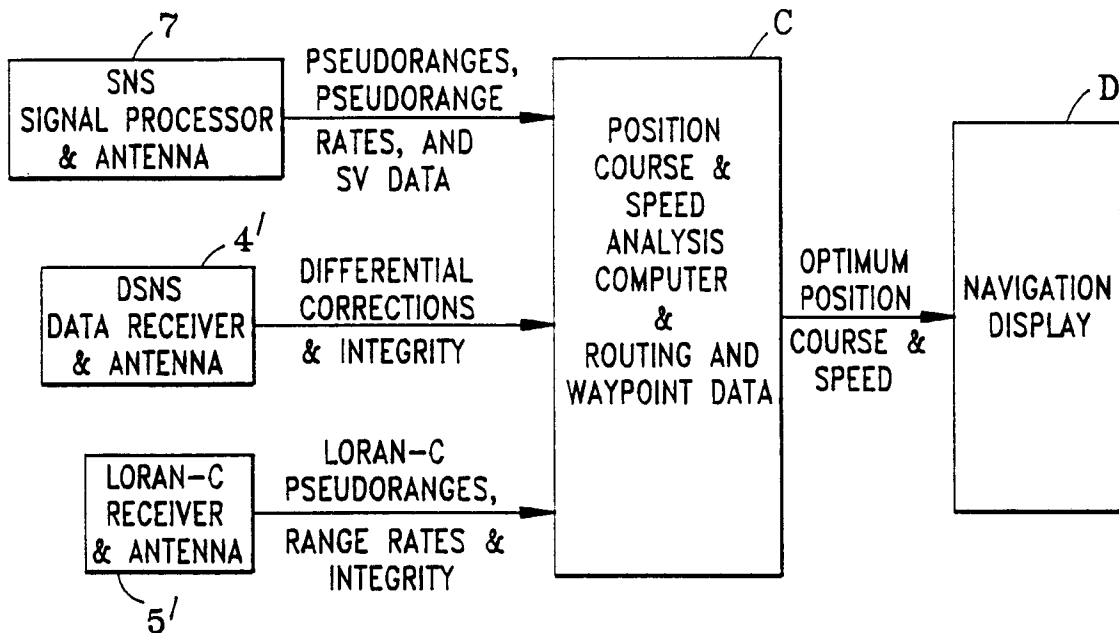 7
SNS
SIGNAL PROCESSOR
& ANTENNA
PSEUDORANGES,
PSEUDORANGE
RATES, AND
SV DATA
4'
DSNS
DATA RECEIVER
& ANTENNA
DIFFERENTIAL
CORRECTIONS
& INTEGRITY
LORAN-C
RECEIVER
& ANTENNA
5'
LORAN-C
PSEUDORANGES,
RANGE RATES &
INTEGRITY
C
POSITION
COURSE &
SPEED
ANALYSIS
COMPUTER
&
ROUTING AND
WAYPOINT DATA
OPTIMUM
POSITION
COURSE &
SPEED
D
NAVIGATION
DISPLAY